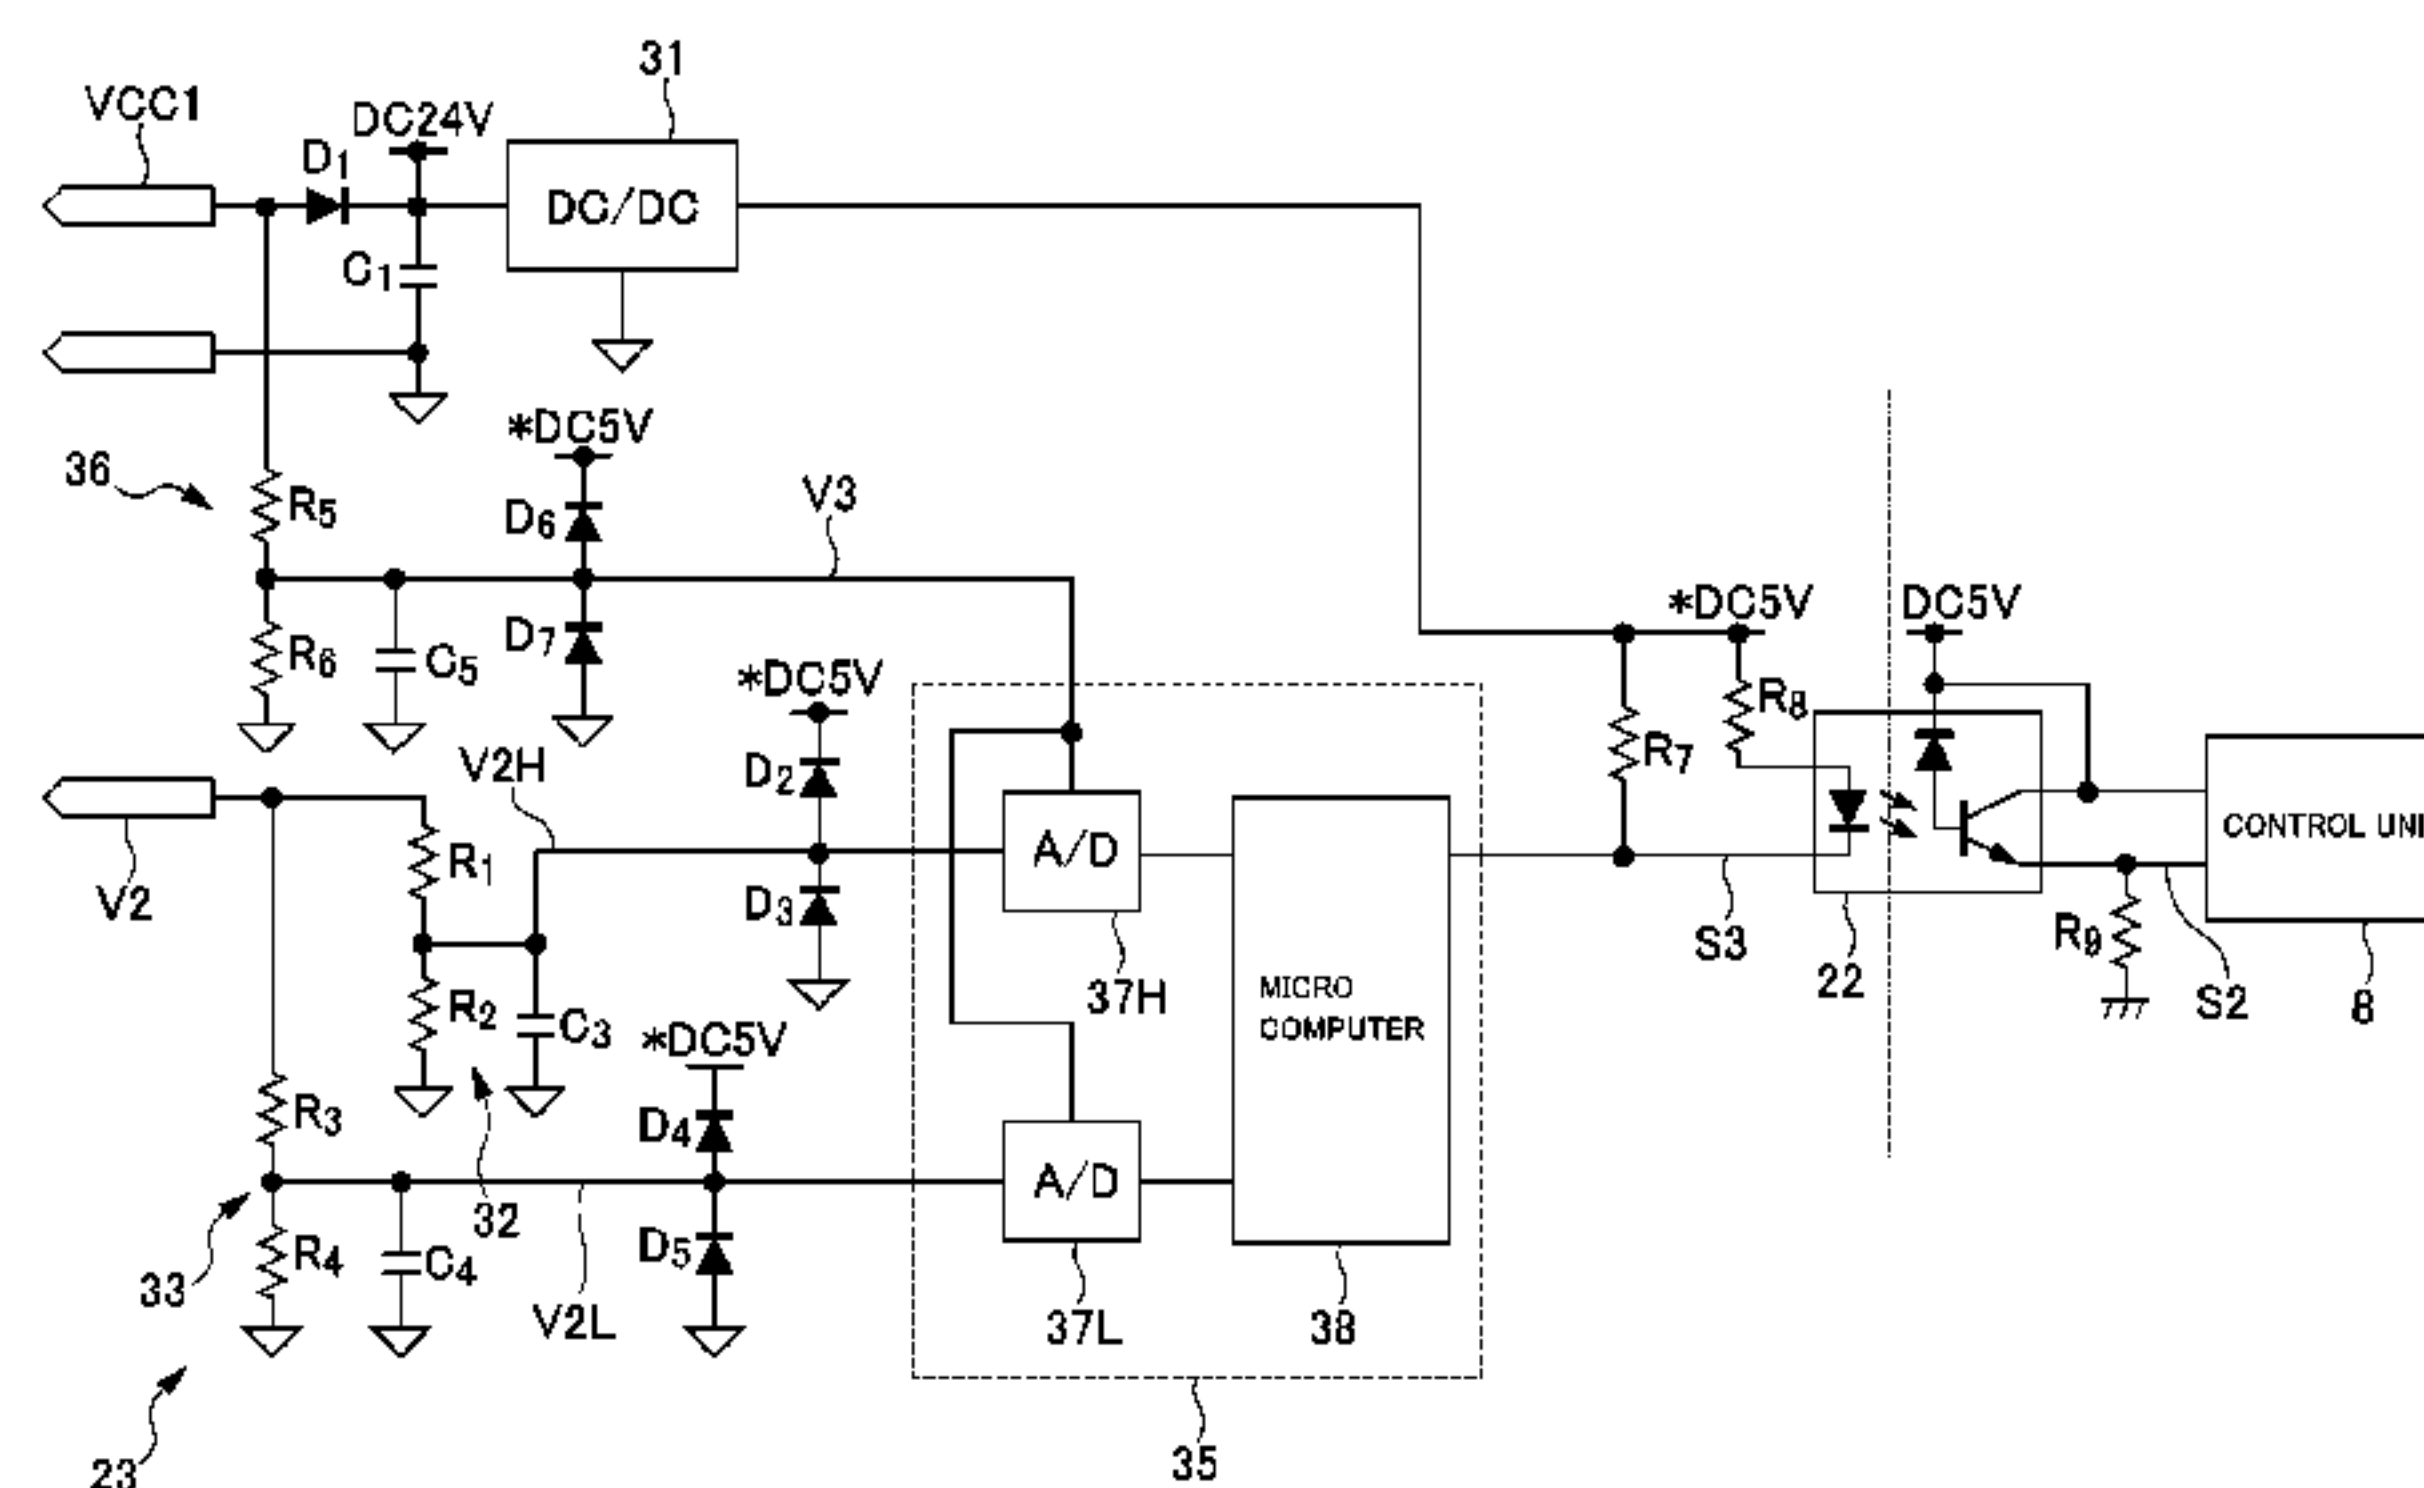 31
VCC1
DC24V
D1
DC/DC
C1
*DC5V
36
R5
D6
V3
*DC5V
DC5V
R6
C5
D7
*DC5V
R8
R7
V2H
D2
R1
A/D
CONTROL UNI
V2
D3
S3
R9
22
S2
8
37H
MICRO
COMPUTER
R2
C3
*DC5V
R3
D4
A/D
32
33
R4
C4
D5
V2L
37L
38
23
35